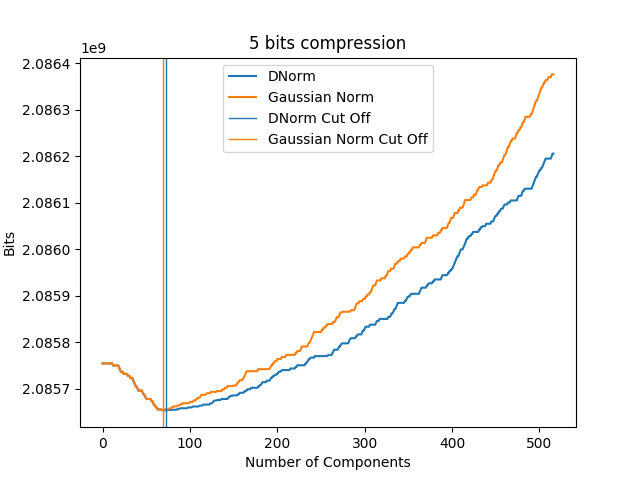 5 bits compression
1e9
2.0864
2.0863
2.0862
2.0861
2.0860
2.0859
2.0858
2.0857
Bits
DNorm
Gaussian Norm
DNorm Cut Off
Gaussian Norm Cut Off
0 100 200 300 400 500
Number of Components